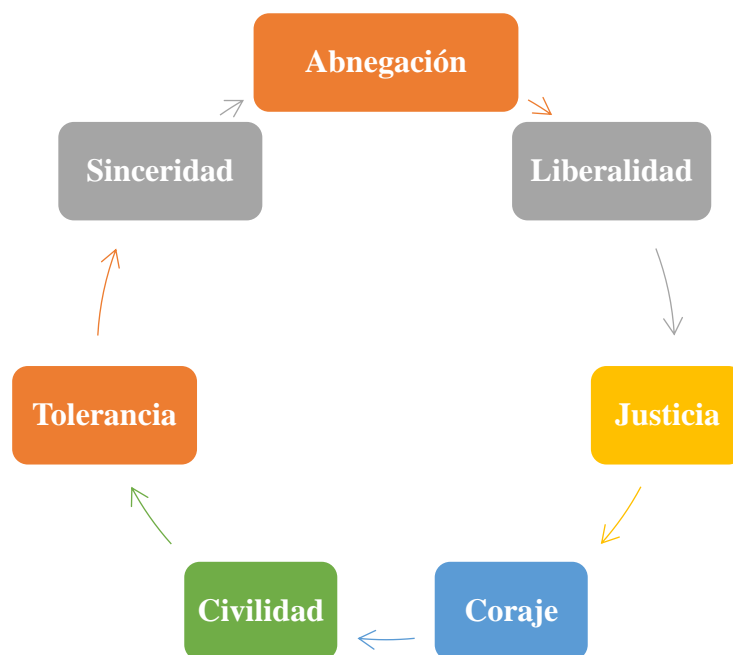 Abnegación
Liberalidad
Justicia
Coraje
Civilidad
Tolerancia
Sinceridad